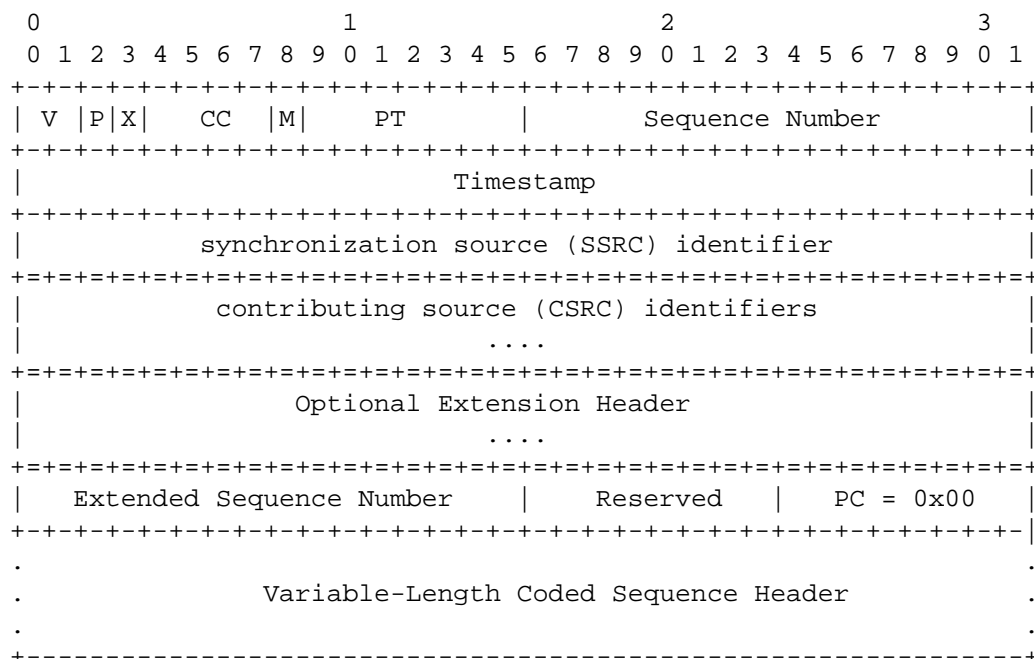 0                   1                   2                   3
 0 1 2 3 4 5 6 7 8 9 0 1 2 3 4 5 6 7 8 9 0 1 2 3 4 5 6 7 8 9 0 1
+-+-+-+-+-+-+-+-+-+-+-+-+-+-+-+-+-+-+-+-+-+-+-+-+-+-+-+-+-+-+-+-+
| V |P|X|   CC  |M|    PT       |       Sequence Number         |
+-+-+-+-+-+-+-+-+-+-+-+-+-+-+-+-+-+-+-+-+-+-+-+-+-+-+-+-+-+-+-+-+
|                           Timestamp                           |
+-+-+-+-+-+-+-+-+-+-+-+-+-+-+-+-+-+-+-+-+-+-+-+-+-+-+-+-+-+-+-+-+
|           synchronization source (SSRC) identifier            |
+=+=+=+=+=+=+=+=+=+=+=+=+=+=+=+=+=+=+=+=+=+=+=+=+=+=+=+=+=+=+=+=+
|            contributing source (CSRC) identifiers             |
|                             ....                              |
+=+=+=+=+=+=+=+=+=+=+=+=+=+=+=+=+=+=+=+=+=+=+=+=+=+=+=+=+=+=+=+=+
|                 Optional Extension Header                     |
|                             ....                              |
+=+=+=+=+=+=+=+=+=+=+=+=+=+=+=+=+=+=+=+=+=+=+=+=+=+=+=+=+=+=+=+=+
|   Extended Sequence Number    |    Reserved   |   PC = 0x00   |
+-+-+-+-+-+-+-+-+-+-+-+-+-+-+-+-+-+-+-+-+-+-+-+-+-+-+-+-+-+-+-+-|
.                                                               .
.               Variable-Length Coded Sequence Header           .
.                                                               .
+---------------------------------------------------------------+